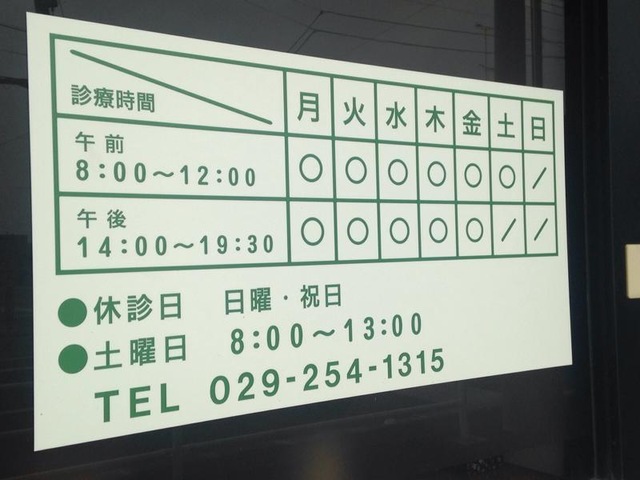 診療時間 月 火 水 木 金 土 日
午前
8:00〜12:00 ○ ○ ○ ○ ○ ○ /
午後
14:00〜19:30 ○ ○ ○ ○ ○ / /
●休診日 日曜・祝日
●土曜日 8:00〜13:00
TEL 029-254-1315